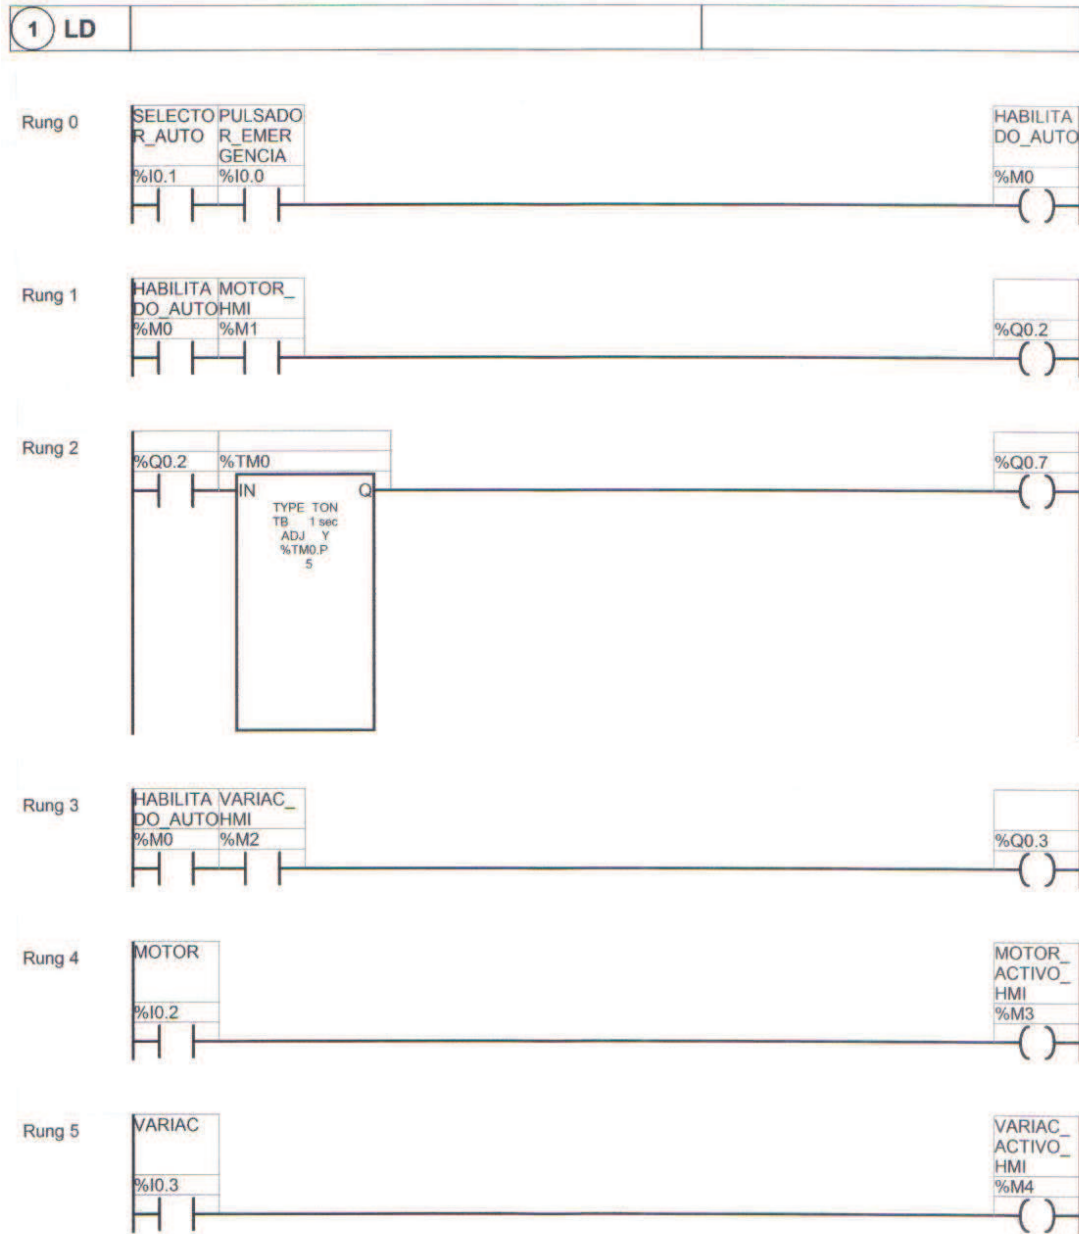 1 LD
Rung 0
SELECTO PULSADO
R_AUTO R_EMER
GENCIA
%I0.1 %I0.0
HABILITA
DO_AUTO
%M0
Rung 1
HABILITA MOTOR_
DO_AUTO HMI
%M0 %M1
%Q0.2
Rung 2
%Q0.2 %TM0
IN Q
TYPE TON
TB 1 sec
ADJ Y
%TM0.P
5
%Q0.7
Rung 3
HABILITA VARIAC_
DO_AUTO HMI
%M0 %M2
%Q0.3
Rung 4
MOTOR
%I0.2
MOTOR_
ACTIVO_
HMI
%M3
Rung 5
VARIAC
%I0.3
VARIAC_
ACTIVO_
HMI
%M4